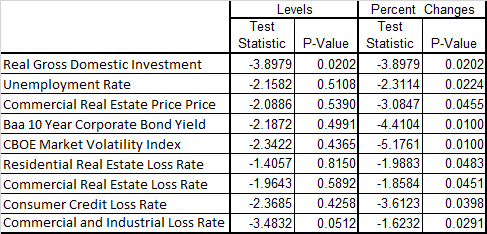 Levels Percent Changes
Test Statistic P-Value Test Statistic P-Value
Real Gross Domestic Investment -3.8979 0.0202 -3.8979 0.0202
Unemployment Rate -2.1582 0.5108 -2.3114 0.0224
Commercial Real Estate Price Price -2.0886 0.5390 -3.0847 0.0455
Baa 10 Year Corporate Bond Yield -2.1872 0.4991 -4.4104 0.0100
CBOE Market Volatility Index -2.3422 0.4365 -5.1761 0.0100
Residential Real Estate Loss Rate -1.4057 0.8150 -1.9883 0.0483
Commercial Real Estate Loss Rate -1.9643 0.5892 -1.8584 0.0451
Consumer Credit Loss Rate -2.3685 0.4258 -3.6123 0.0398
Commercial and Industrial Loss Rate -3.4832 0.0512 -1.6232 0.0291